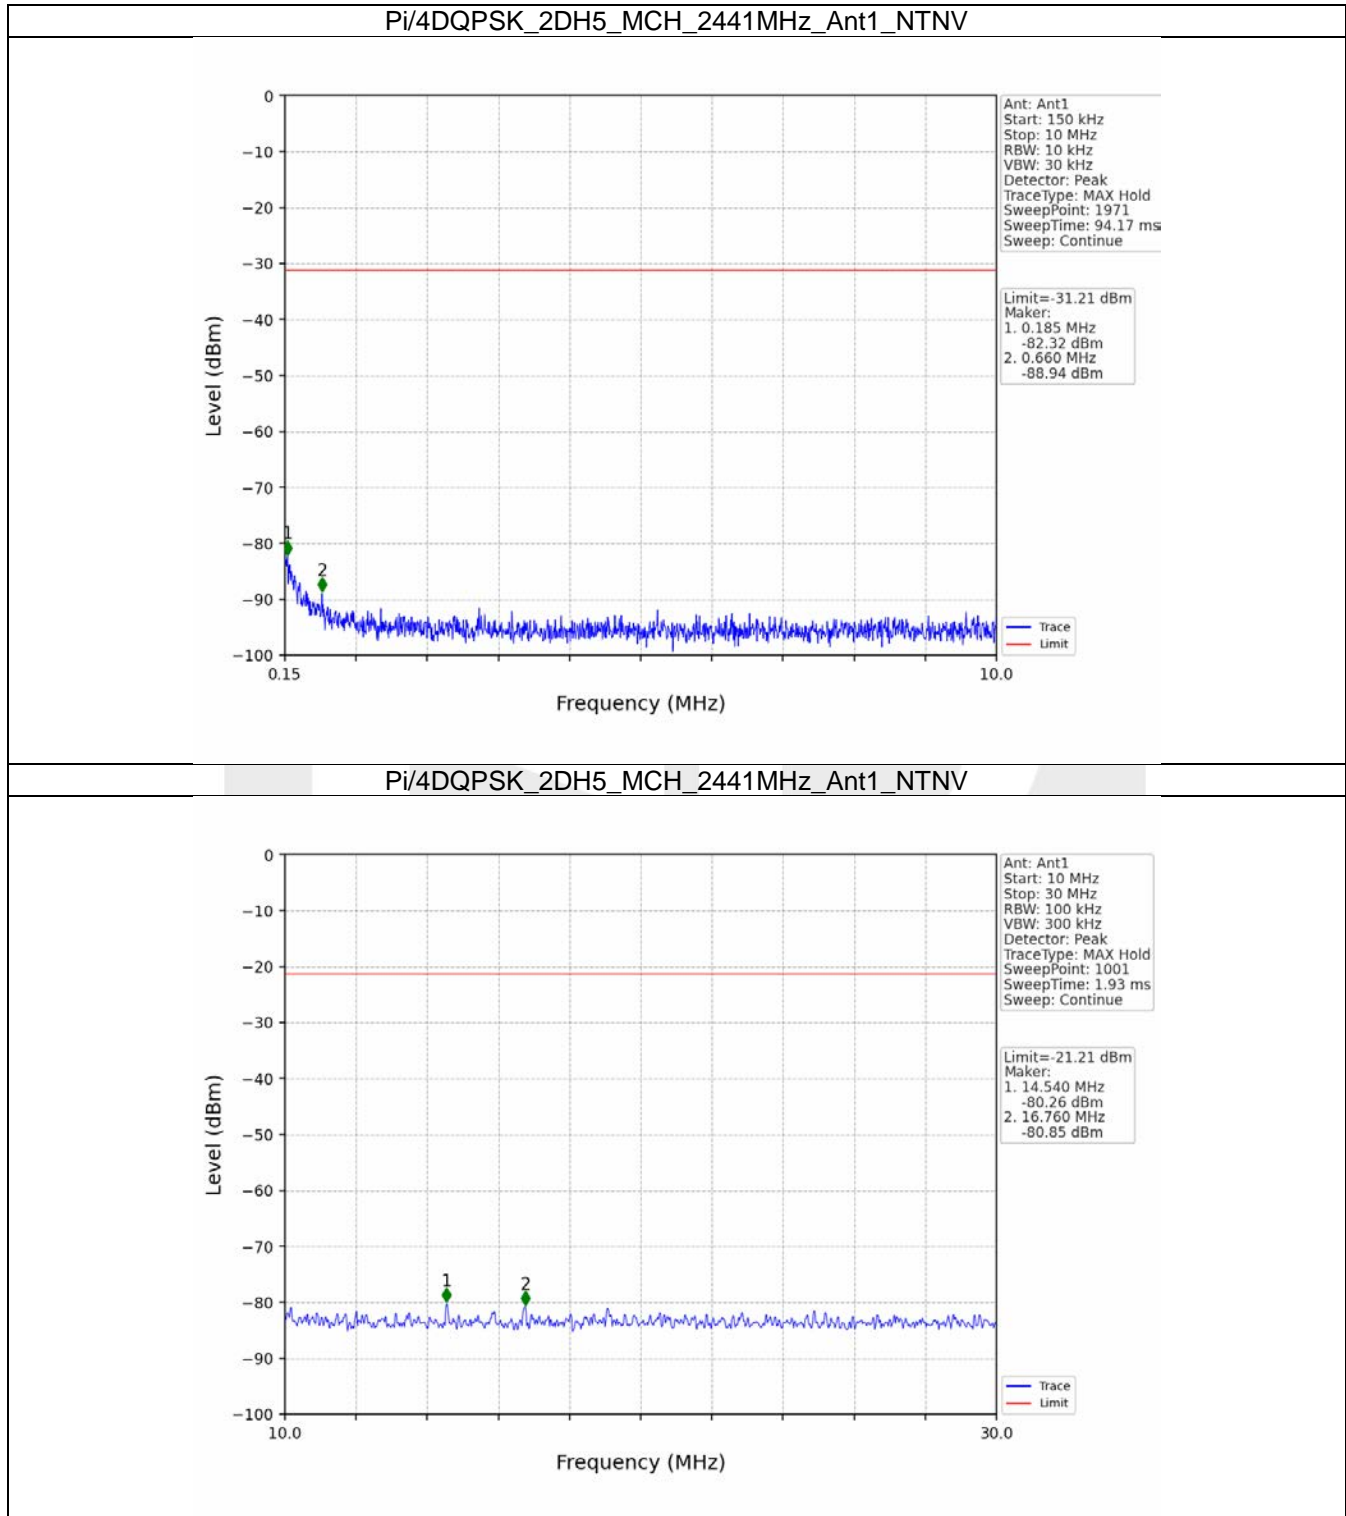 Pi/4DQPSK_2DH5_MCH_2441MHz_Ant1_NTNV
0
−10
−20
−30
−40
−50
−60
−70
−80
−90
−100
Level (dBm)
1
2
0.15
10.0
Frequency (MHz)
Ant: Ant1
Start: 150 kHz
Stop: 10 MHz
RBW: 10 kHz
VBW: 30 kHz
Detector: Peak
TraceType: MAX Hold
SweepPoint: 1971
SweepTime: 94.17 ms
Sweep: Continue
Limit=-31.21 dBm
Maker:
1. 0.185 MHz
-82.32 dBm
2. 0.660 MHz
-88.94 dBm
Trace
Limit
Pi/4DQPSK_2DH5_MCH_2441MHz_Ant1_NTNV
0
−10
−20
−30
−40
−50
−60
−70
−80
−90
−100
Level (dBm)
1
2
10.0
30.0
Frequency (MHz)
Ant: Ant1
Start: 10 MHz
Stop: 30 MHz
RBW: 100 kHz
VBW: 300 kHz
Detector: Peak
TraceType: MAX Hold
SweepPoint: 1001
SweepTime: 1.93 ms
Sweep: Continue
Limit=-21.21 dBm
Maker:
1. 14.540 MHz
-80.26 dBm
2. 16.760 MHz
-80.85 dBm
Trace
Limit